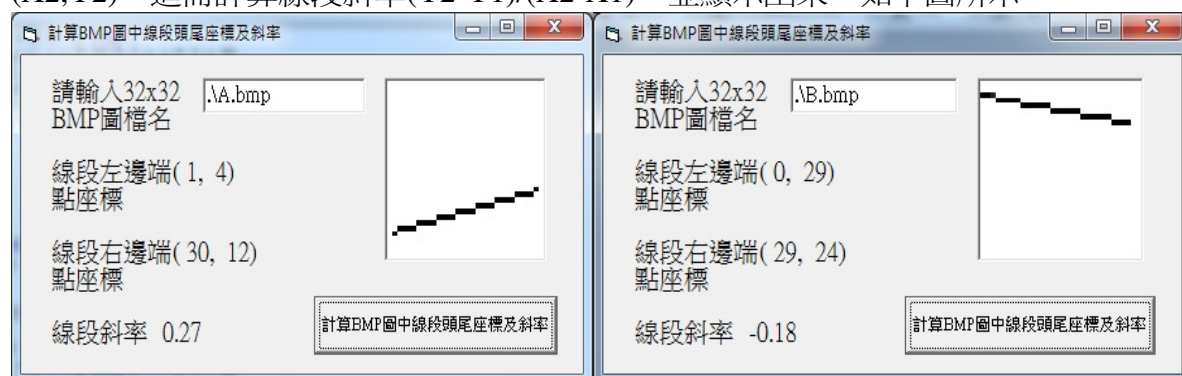 (X2,Y2)，進而計算線段斜率(Y2-Y1)/(X2-X1)，並顯示出來，如下圖所示
計算BMP圖中線段頭尾座標及斜率
請輸入32x32
BMP圖檔名
.\A.bmp
線段左邊端( 1, 4)
點座標
線段右邊端( 30, 12)
點座標
線段斜率 0.27
計算BMP圖中線段頭尾座標及斜率
計算BMP圖中線段頭尾座標及斜率
請輸入32x32
BMP圖檔名
.\B.bmp
線段左邊端( 0, 29)
點座標
線段右邊端( 29, 24)
點座標
線段斜率 -0.18
計算BMP圖中線段頭尾座標及斜率